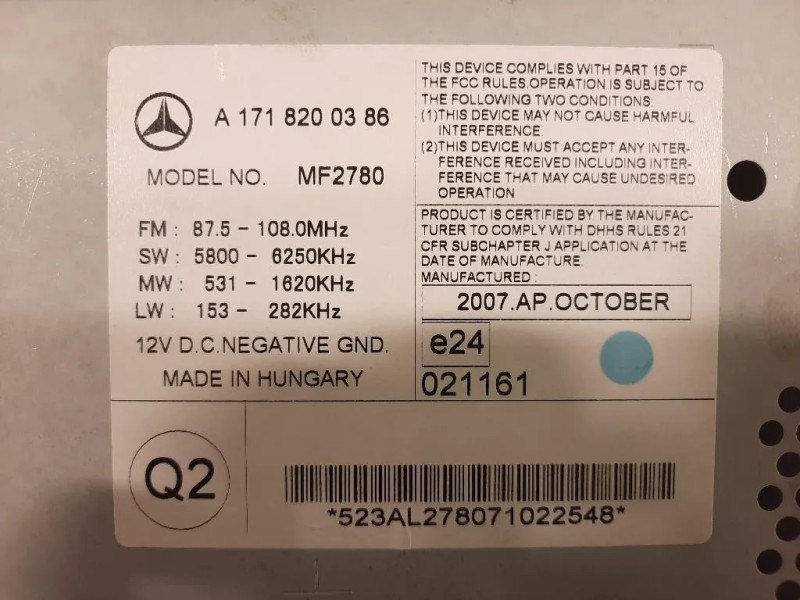 A 171 820 03 86
MODEL NO. MF2780
FM : 87.5 - 108.0MHz
SW : 5800 - 6250KHz
MW : 531 - 1620KHz
LW : 153 - 282KHz
12V D.C.NEGATIVE GND.
MADE IN HUNGARY
THIS DEVICE COMPLIES WITH PART 15 OF
THE FCC RULES.OPERATION IS SUBJECT TO
THE FOLLOWING TWO CONDITIONS:
(1)THIS DEVICE MAY NOT CAUSE HARMFUL
INTERFERENCE.
(2)THIS DEVICE MUST ACCEPT ANY INTER-
FERENCE RECEIVED INCLUDING INTER-
FERENCE THAT MAY CAUSE UNDESIRED
OPERATION
PRODUCT IS CERTIFIED BY THE MANUFAC-
TURER TO COMPLY WITH DHHS RULES 21
CFR SUBCHAPTER J APPLICATION AT THE
DATE OF MANUFACTURE.
MANUFACTURED :
2007.AP.OCTOBER
e24
021161
Q2
*523AL278071022548*